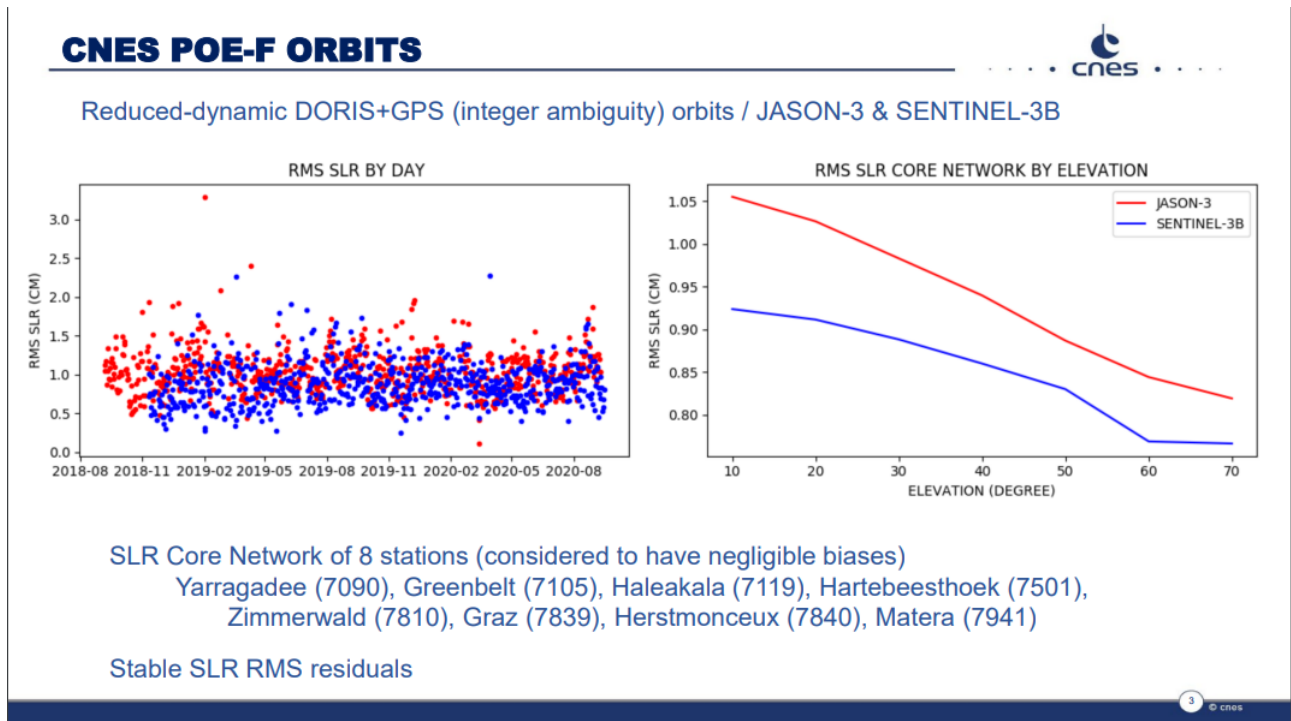 CNES POE-F ORBITS
cnes
Reduced-dynamic DORIS+GPS (integer ambiguity) orbits / JASON-3 & SENTINEL-3B
RMS SLR BY DAY
RMS SLR (CM)
3.0
2.5
2.0
1.5
1.0
0.5
0.0
2018-08 2018-11 2019-02 2019-05 2019-08 2019-11 2020-02 2020-05 2020-08
RMS SLR CORE NETWORK BY ELEVATION
JASON-3
SENTINEL-3B
RMS SLR (CM)
1.05
1.00
0.95
0.90
0.85
0.80
10 20 30 40 50 60 70
ELEVATION (DEGREE)
SLR Core Network of 8 stations (considered to have negligible biases)
Yarragadee (7090), Greenbelt (7105), Haleakala (7119), Hartebeesthoek (7501),
Zimmerwald (7810), Graz (7839), Herstmonceux (7840), Matera (7941)
Stable SLR RMS residuals
3
© cnes